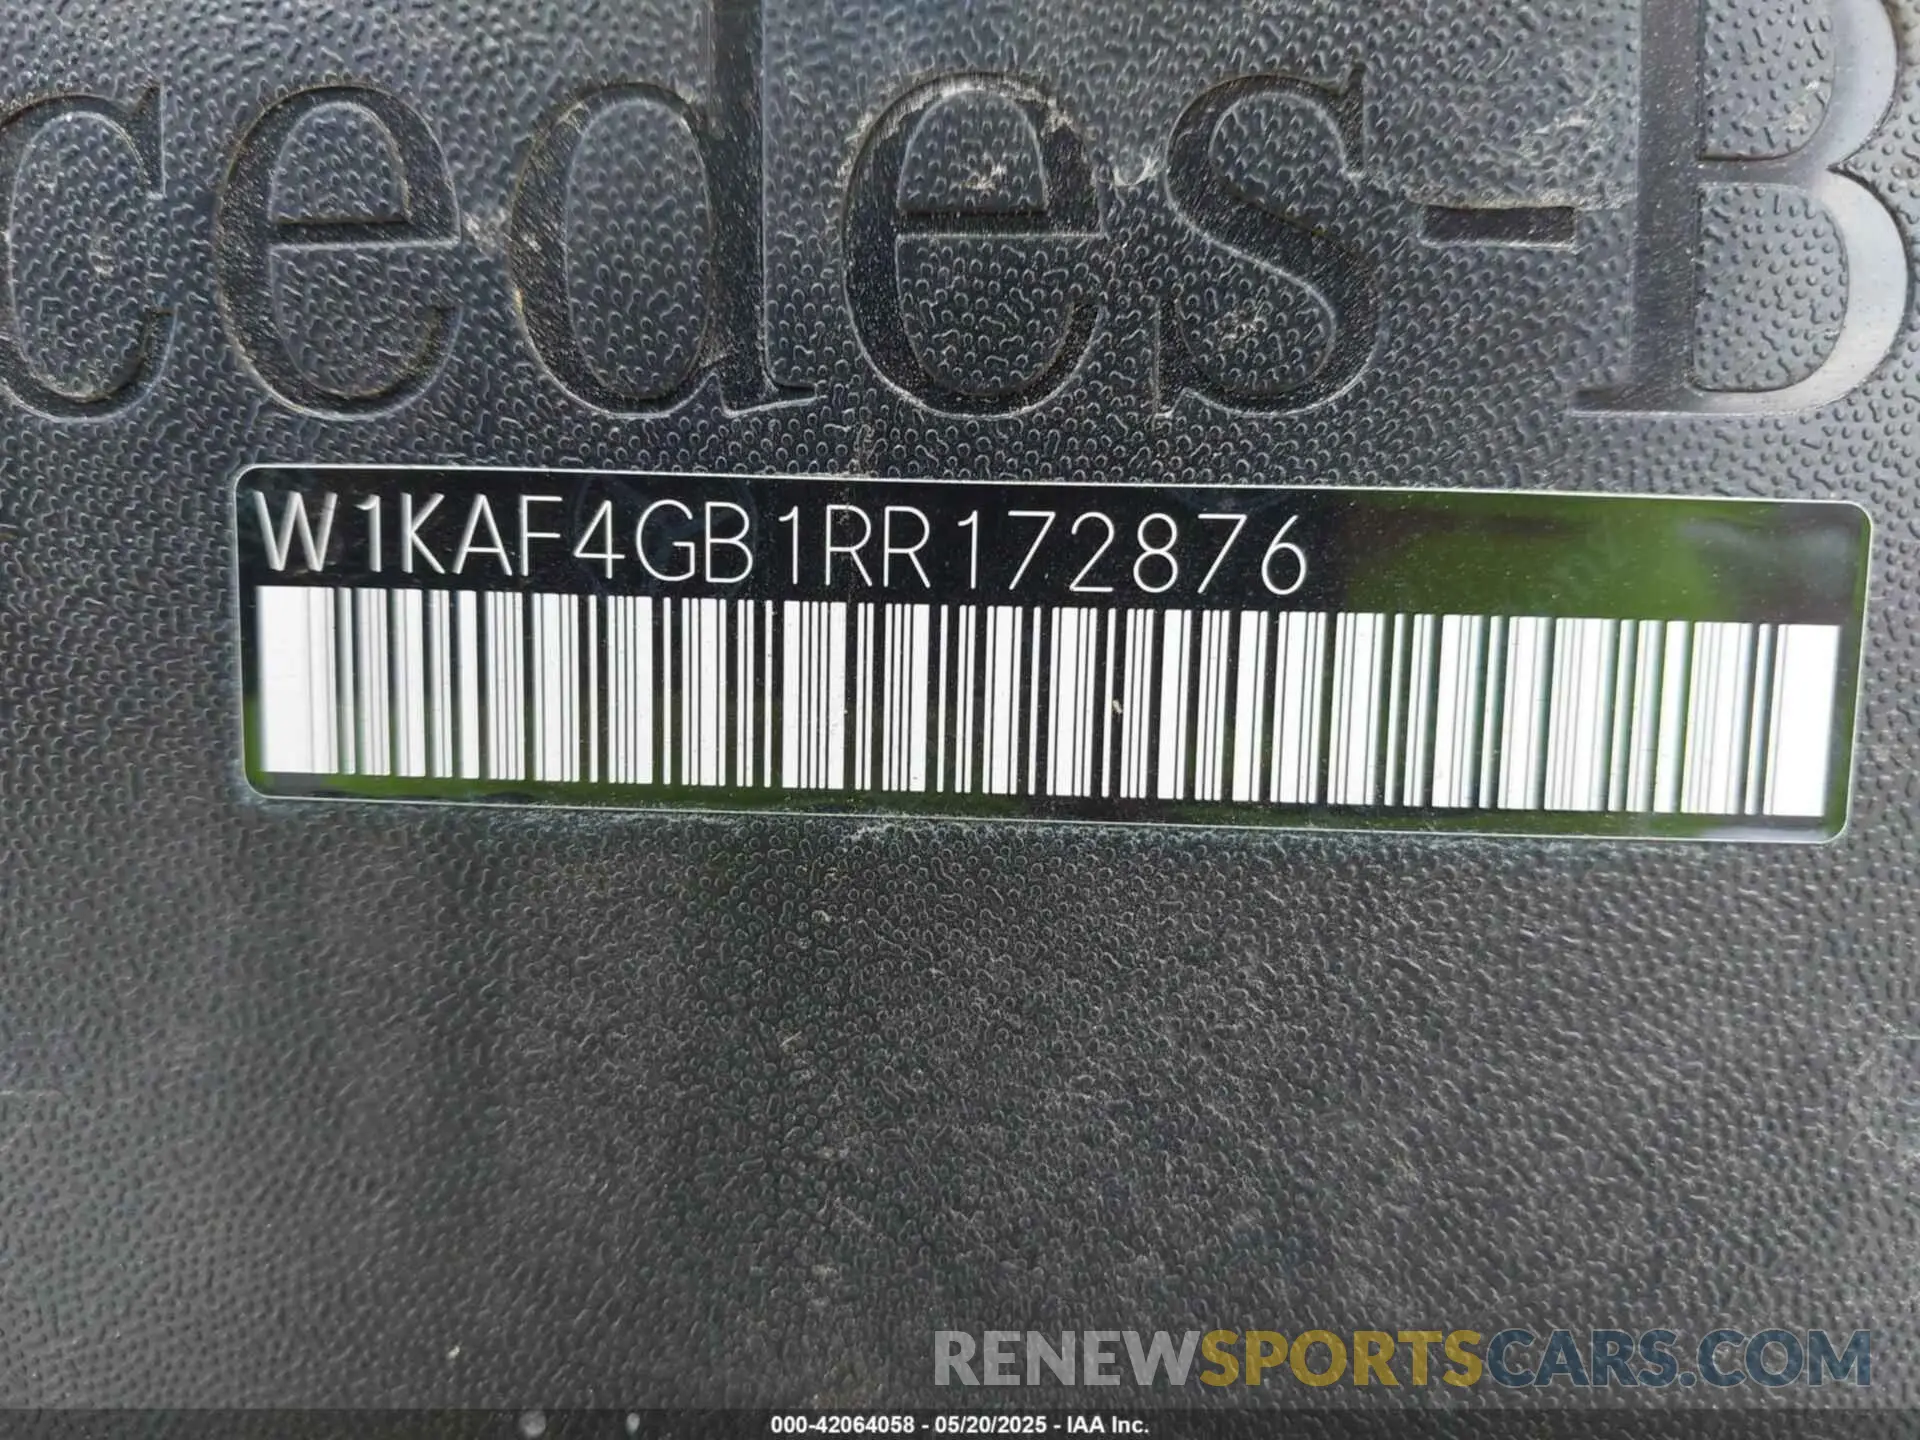 cedes-B
W1KAF4GB1RR172876
RENEWSPORTSCARS.COM
000-42064058 - 05/20/2025 - IAA Inc.